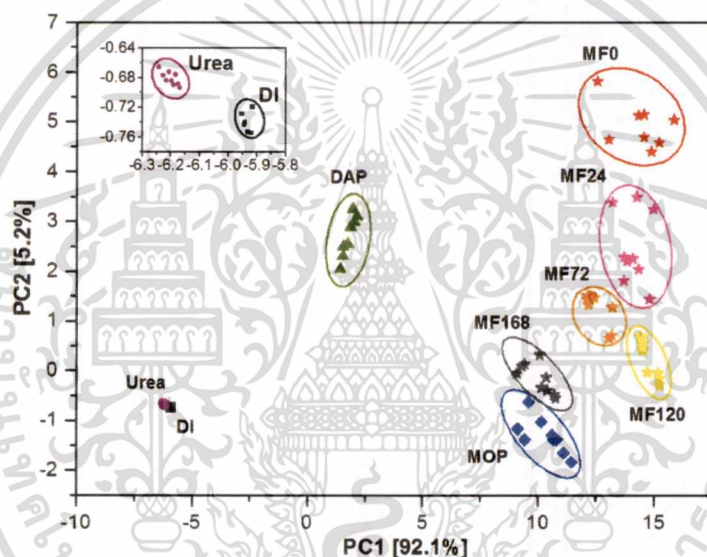 7
6
5
4
3
2
1
0
-1
-2
PC2 [5.2%]
-10
-5
0
5
10
15
PC1 [92.1%]
-0.64
-0.68
-0.72
-0.76
-6.3 -6.2 -6.1 -6.0 -5.9 -5.8
Urea
DI
MF0
DAP
MF24
MF72
MF168
MF120
MOP
Urea
DI